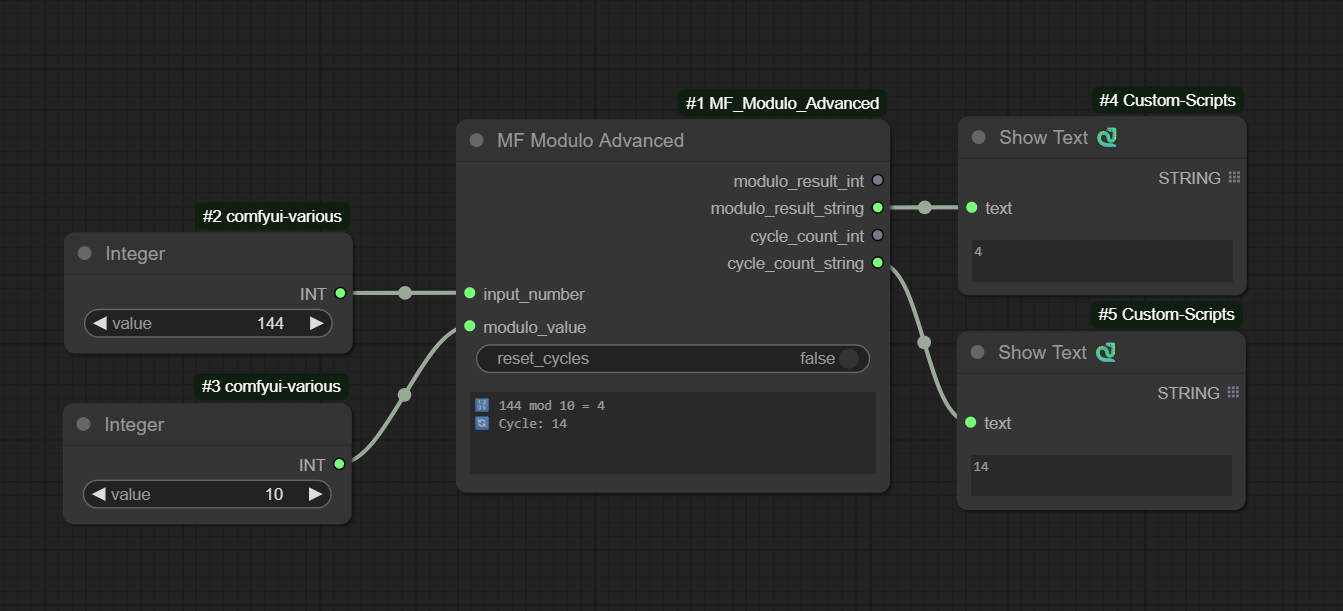 #2 comfyui-various
Integer
INT
value 144
#3 comfyui-various
Integer
INT
value 10
#1 MF_Modulo_Advanced
MF Modulo Advanced
modulo_result_int
modulo_result_string
cycle_count_int
cycle_count_string
input_number
modulo_value
reset_cycles false
144 mod 10 = 4
Cycle: 14
#4 Custom-Scripts
Show Text
STRING
text
4
#5 Custom-Scripts
Show Text
STRING
text
14